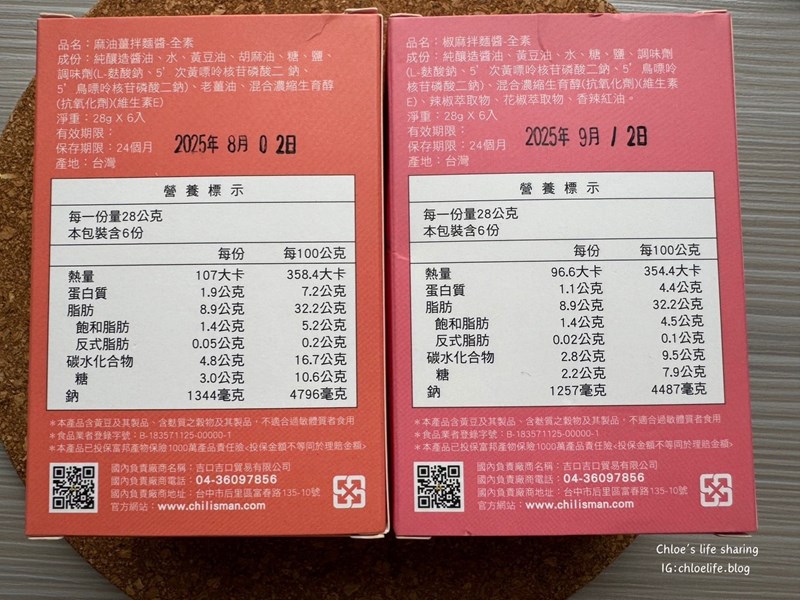 品名：麻油薑拌麵醬-全素
成份：純釀造醬油、水、黃豆油、胡麻油、糖、鹽、
調味劑(L-麩酸鈉、5’次黃嘌呤核苷磷酸二 鈉、
5’鳥嘌呤核苷磷酸二鈉)、老薑油、混合濃縮生育醇
(抗氧化劑)(維生素E)
淨重：28g X 6入
有效期限：
保存期限：24個月 2025年 8月 0 2日
產地：台灣
營養標示
每一份量28公克
本包裝含6份
每份 每100公克
熱量 107大卡 358.4大卡
蛋白質 1.9公克 7.2公克
脂肪 8.9公克 32.2公克
飽和脂肪 1.4公克 5.2公克
反式脂肪 0.05公克 0.2公克
碳水化合物 4.8公克 16.7公克
糖 3.0公克 10.6公克
鈉 1344毫克 4796毫克
＊本產品含黃豆及其製品、含麩質之穀物及其製品，不適合過敏體質者食用
＊食品業者登錄字號：B-183571125-00000-1
＊本產品已投保富邦產物保險1000萬產品責任險<投保金額不等同於理賠金額>
國內負責廠商名稱：吉口吉口貿易有限公司
國內負責廠商電話：04-36097856
國內負責廠商地址：台中市后里區富春路135-10號
官方網站：www.chilisman.com
品名：椒麻拌麵醬-全素
成份：純釀造醬油、黃豆油、水、糖、鹽、調味劑
(L-麩酸鈉、5’次黃嘌呤核苷磷酸二鈉、5’鳥嘌呤
核苷磷酸二鈉)、混合濃縮生育醇(抗氧化劑)(維生素
E)、辣椒萃取物、花椒萃取物、香辣紅油。
淨重：28g X 6入
有效期限：
保存期限：24個月 2025年 9月 1 2日
產地：台灣
營養標示
每一份量28公克
本包裝含6份
每份 每100公克
熱量 96.6大卡 354.4大卡
蛋白質 1.1公克 4.4公克
脂肪 8.9公克 32.2公克
飽和脂肪 1.4公克 4.5公克
反式脂肪 0.02公克 0.1公克
碳水化合物 2.8公克 9.5公克
糖 2.2公克 7.9公克
鈉 1257毫克 4487毫克
＊本產品含黃豆及其製品、含麩質之穀物及其製品，不適合過敏體質者食用
＊食品業者登錄字號：B-183571125-00000-1
＊本產品已投保富邦產物保險1000萬產品責任險<投保金額不等同於理賠金額>
國內負責廠商名稱：吉口吉口貿易有限公司
國內負責廠商電話：04-36097856
國內負責廠商地址：台中市后里區富春路135-10號
官方網站：www.chilisman.com
Chloe's life sharing
IG:chloelife.blog